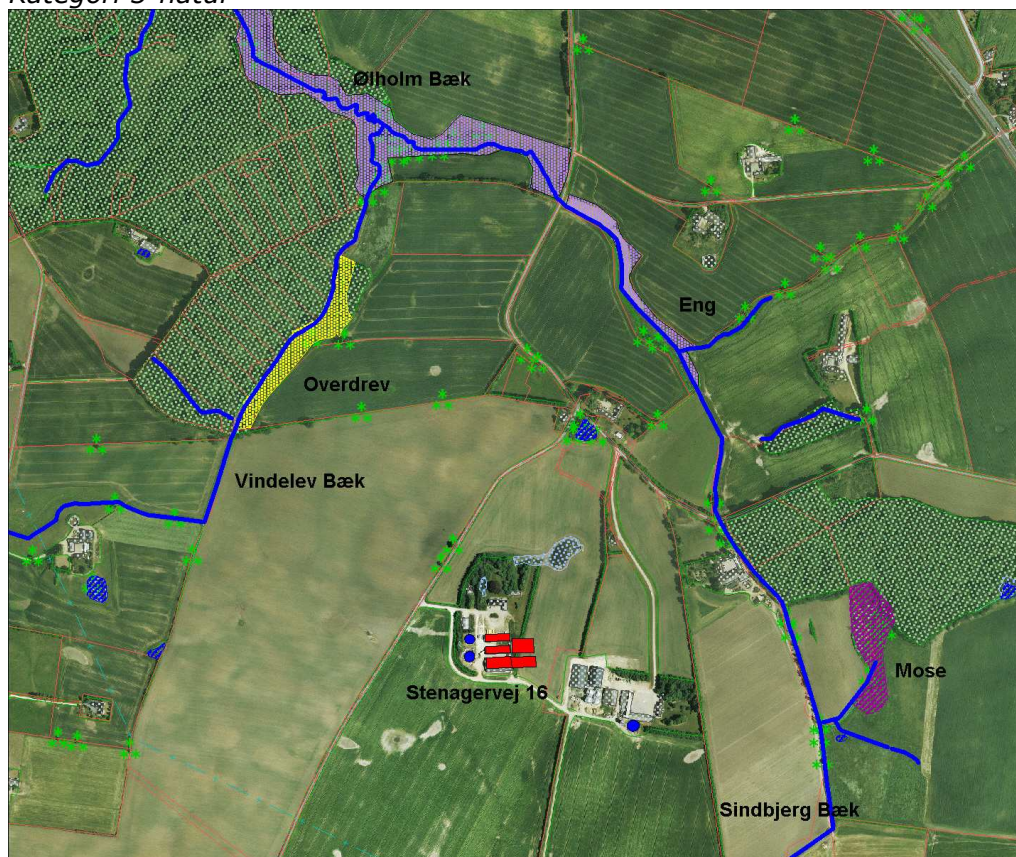 Kategori 3-natur
Ølholm Bæk
Eng
Overdrev
Vindelev Bæk
Mose
Stenagervej 16
Sindbjerg Bæk